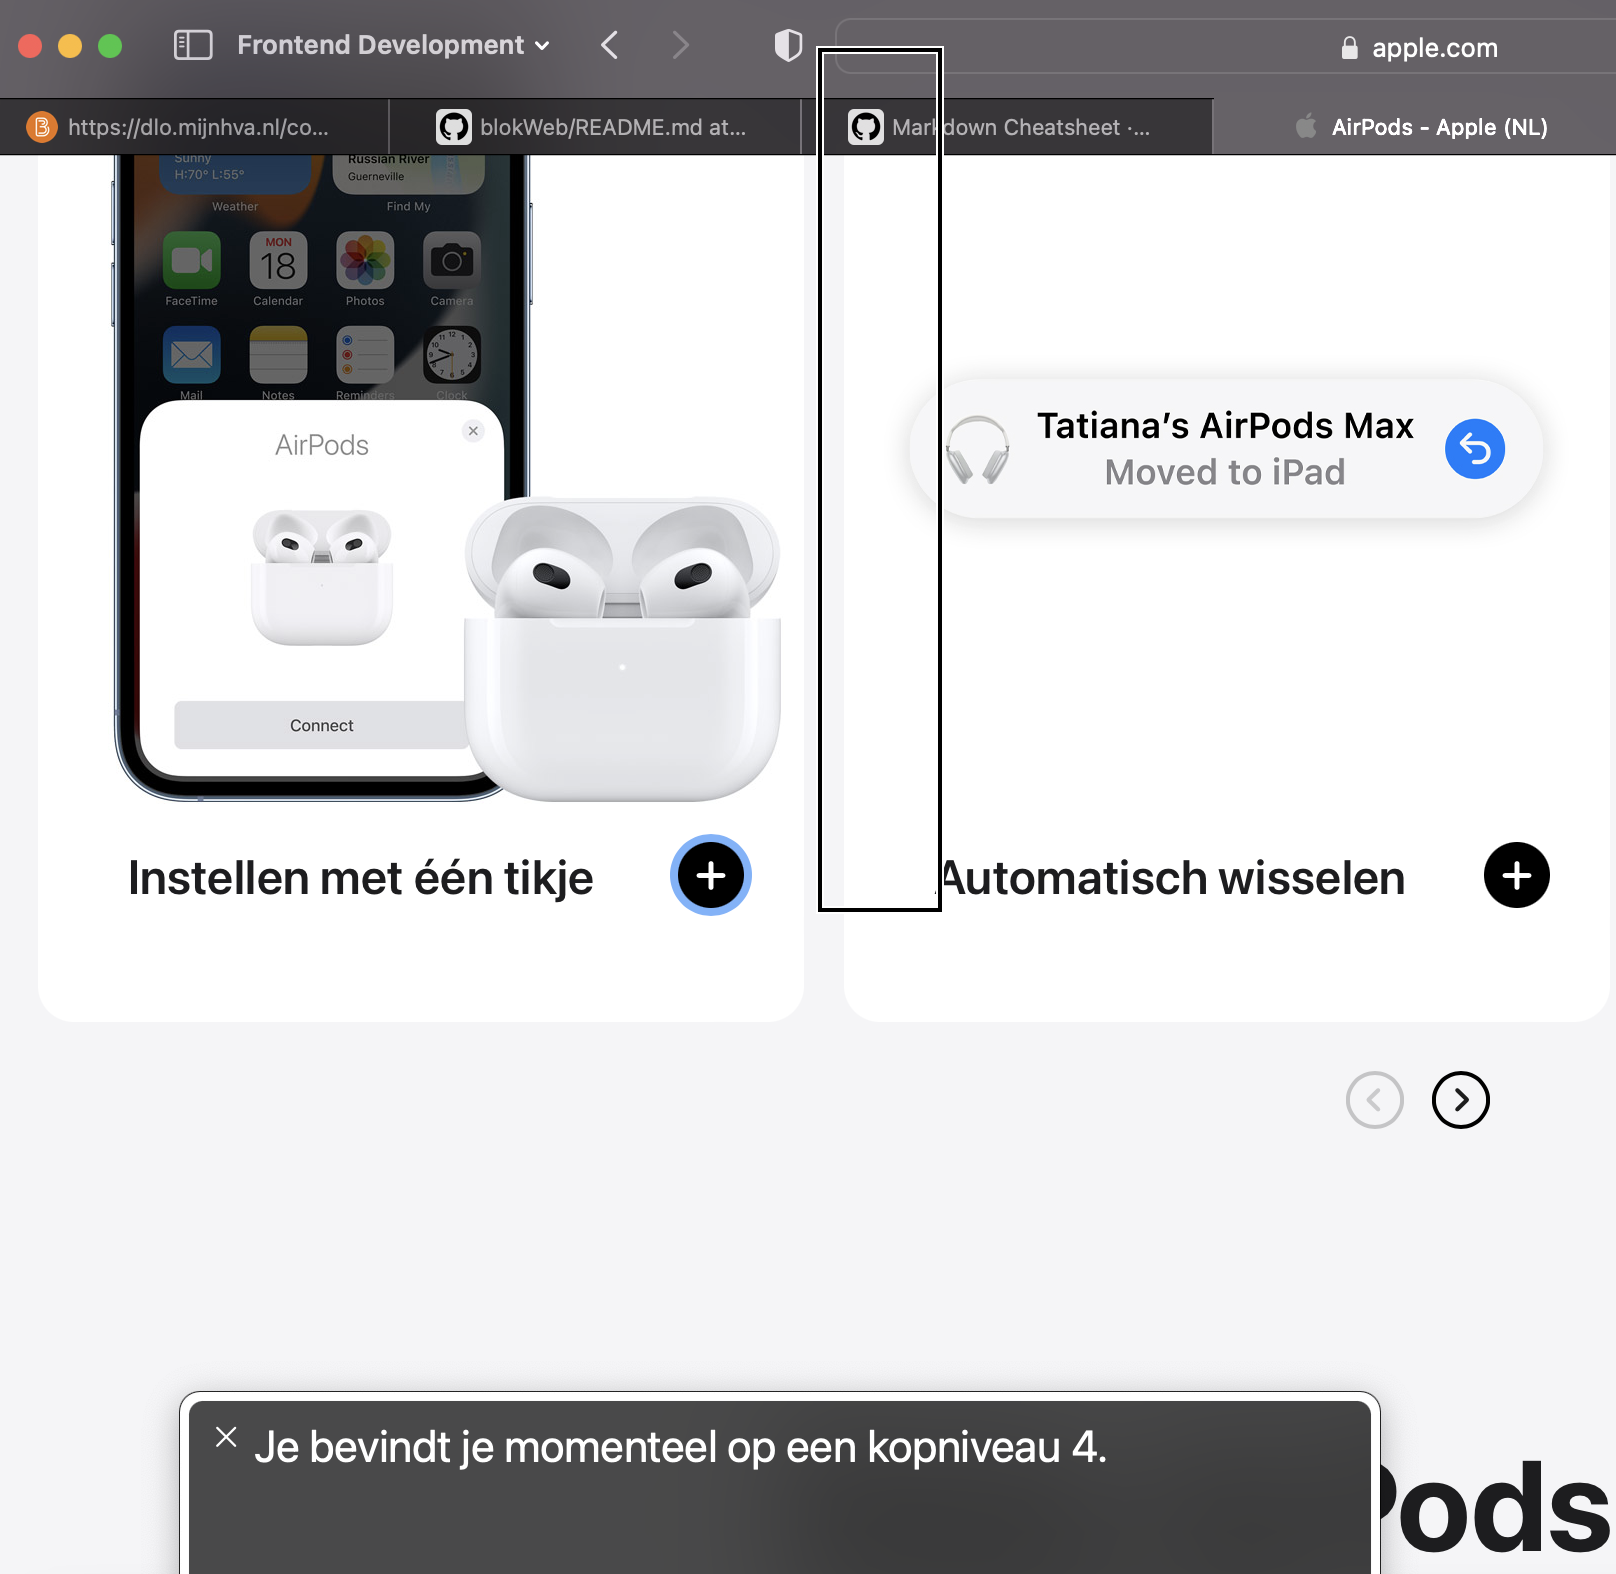 Frontend Development
apple.com
https://dlo.mijnhva.nl/co...
blokWeb/README.md at...
Markdown Cheatsheet ·...
AirPods - Apple (NL)
Sunny
H:70° L:55°
Weather
Russian River
Guerneville
Find My
MON
18
FaceTime
Calendar
Photos
Camera
Mail
Notes
Reminders
Clock
AirPods
Connect
Tatiana’s AirPods Max
Moved to iPad
Instellen met één tikje
Automatisch wisselen
Je bevindt je momenteel op een kopniveau 4.
Pods